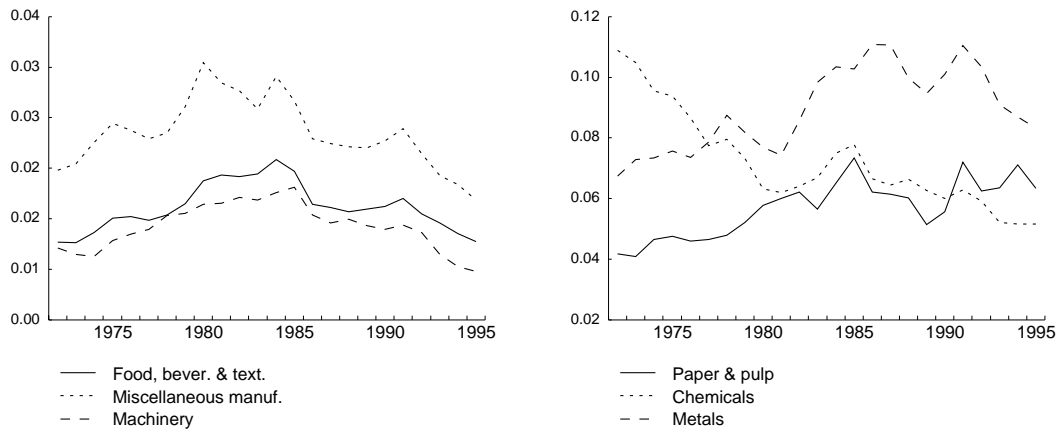 0.04
0.03
0.03
0.02
0.02
0.01
0.00
1975 1980 1985 1990 1995
Food, bever. & text.
Miscellaneous manuf.
Machinery
0.12
0.10
0.08
0.06
0.04
0.02
1975 1980 1985 1990 1995
Paper & pulp
Chemicals
Metals